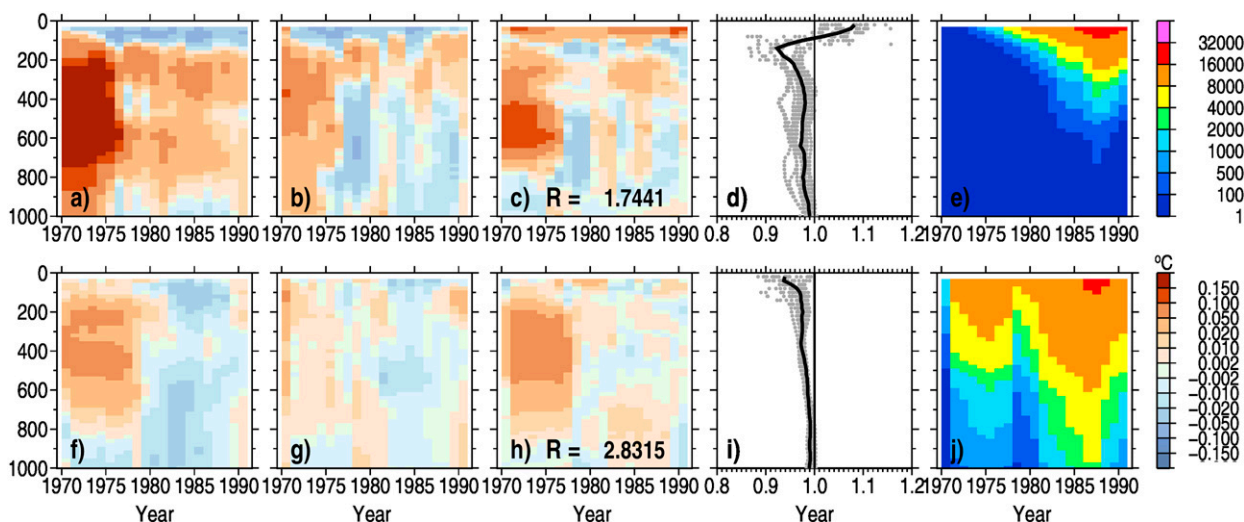 0
200
400
600
800
1000
a)
b)
c) R = 1.7441
d)
e)
1970 1975 1980 1985 1990
1970 1975 1980 1985 1990
1970 1975 1980 1985 1990
0.8 0.9 1.0 1.1 1.2
1970 1975 1980 1985 1990
32000
16000
8000
4000
2000
1000
500
100
1
0
200
400
600
800
1000
f)
g)
h) R = 2.8315
i)
j)
1970 1975 1980 1985 1990
1970 1975 1980 1985 1990
1970 1975 1980 1985 1990
0.8 0.9 1.0 1.1 1.2
1970 1975 1980 1985 1990
Year
Year
Year
Year
°C
0.150
0.100
0.050
0.020
0.010
0.002
−0.002
−0.010
−0.020
−0.050
−0.100
−0.150